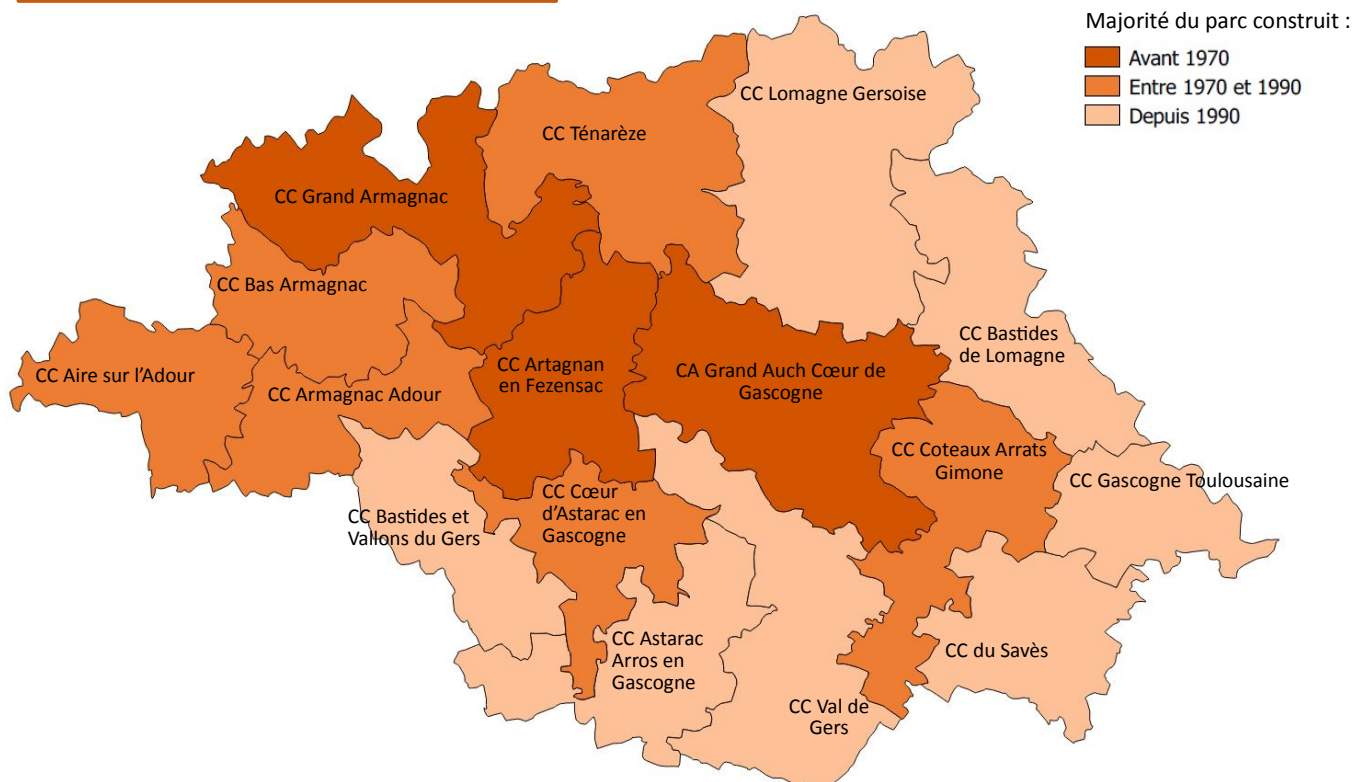 Majorité du parc construit :
Avant 1970
Entre 1970 et 1990
Depuis 1990
CC Lomagne Gersoise
CC Ténarèze
CC Grand Armagnac
CC Bas Armagnac
CC Bastides
de Lomagne
CC Aire sur l'Adour
CC Armagnac Adour
CC Artagnan
en Fezensac
CA Grand Auch Cœur de
Gascogne
CC Coteaux Arrats
Gimone
CC Gascogne Toulousaine
CC Bastides et
Vallons du Gers
CC Cœur
d'Astarac en
Gascogne
CC Astarac
Arros en
Gascogne
CC du Savès
CC Val de
Gers